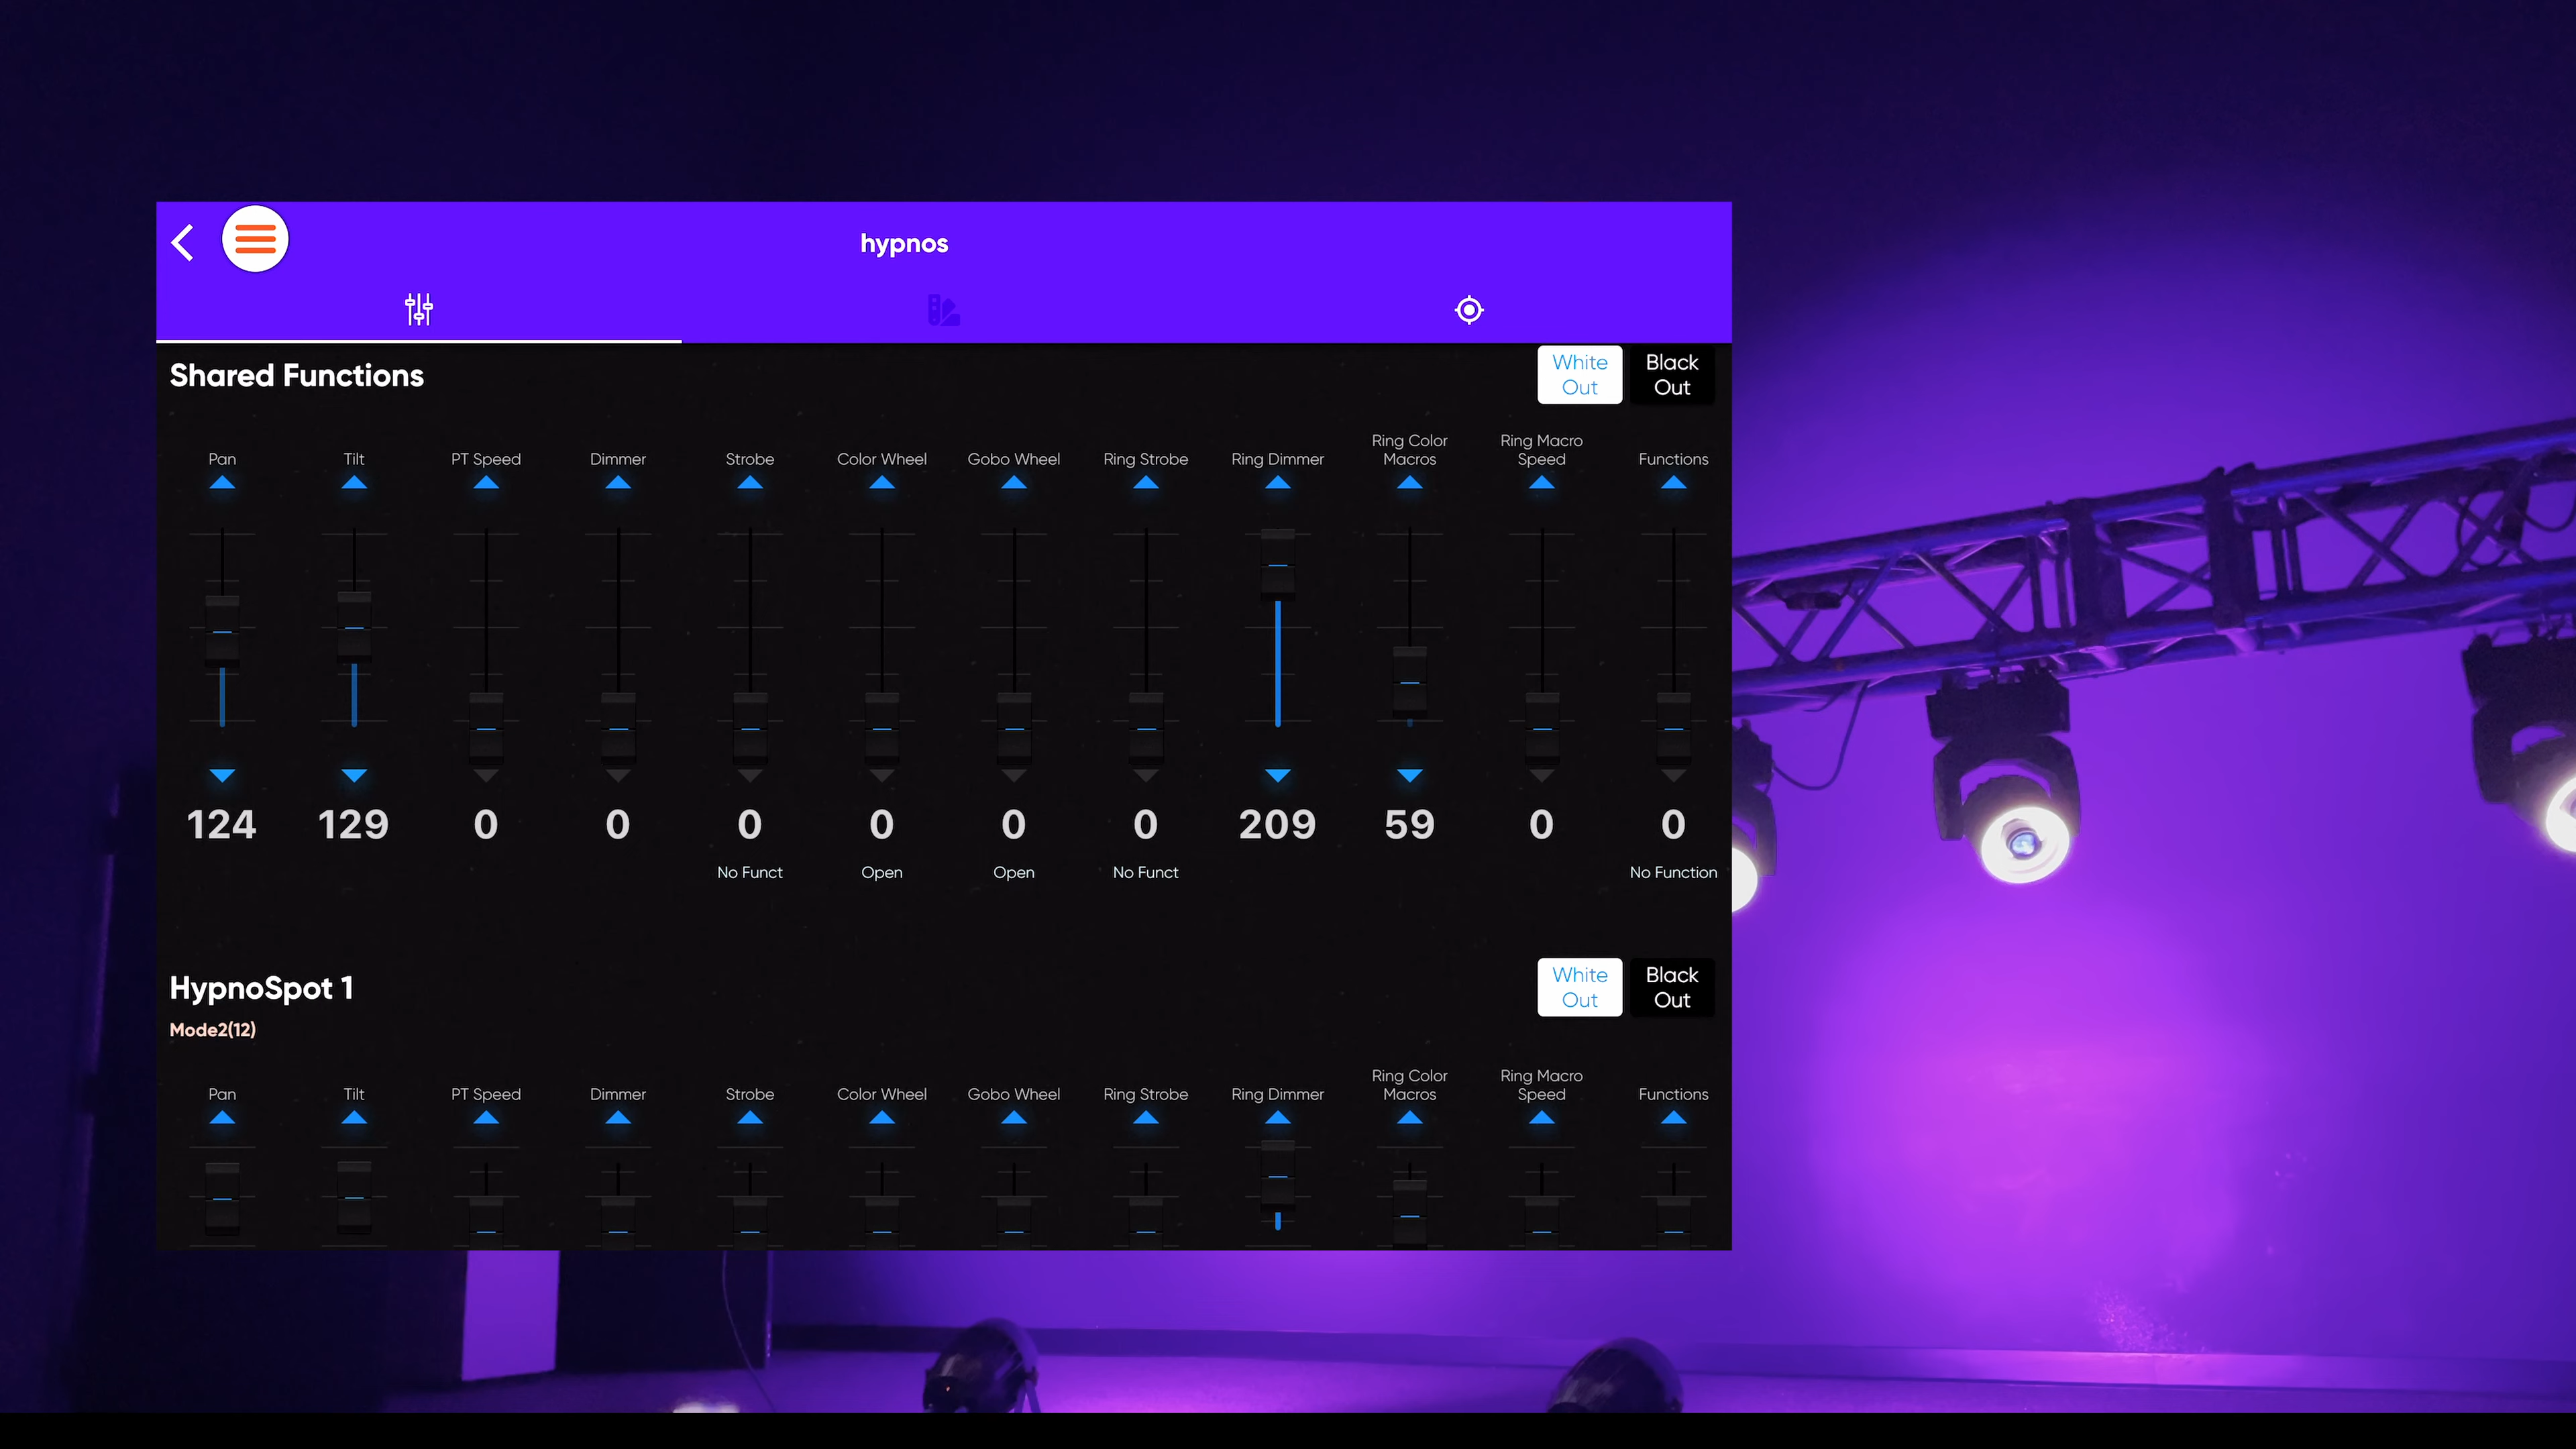 hypnos
Shared Functions
White
Out
Black
Out
Pan
Tilt
PT Speed
Dimmer
Strobe
Color Wheel
Gobo Wheel
Ring Strobe
Ring Dimmer
Ring Color
Macros
Ring Macro
Speed
Functions
124
129
0
0
0
0
0
0
209
59
0
0
No Funct
Open
Open
No Funct
No Function
HypnoSpot 1
White
Out
Black
Out
Mode2(12)
Pan
Tilt
PT Speed
Dimmer
Strobe
Color Wheel
Gobo Wheel
Ring Strobe
Ring Dimmer
Ring Color
Macros
Ring Macro
Speed
Functions